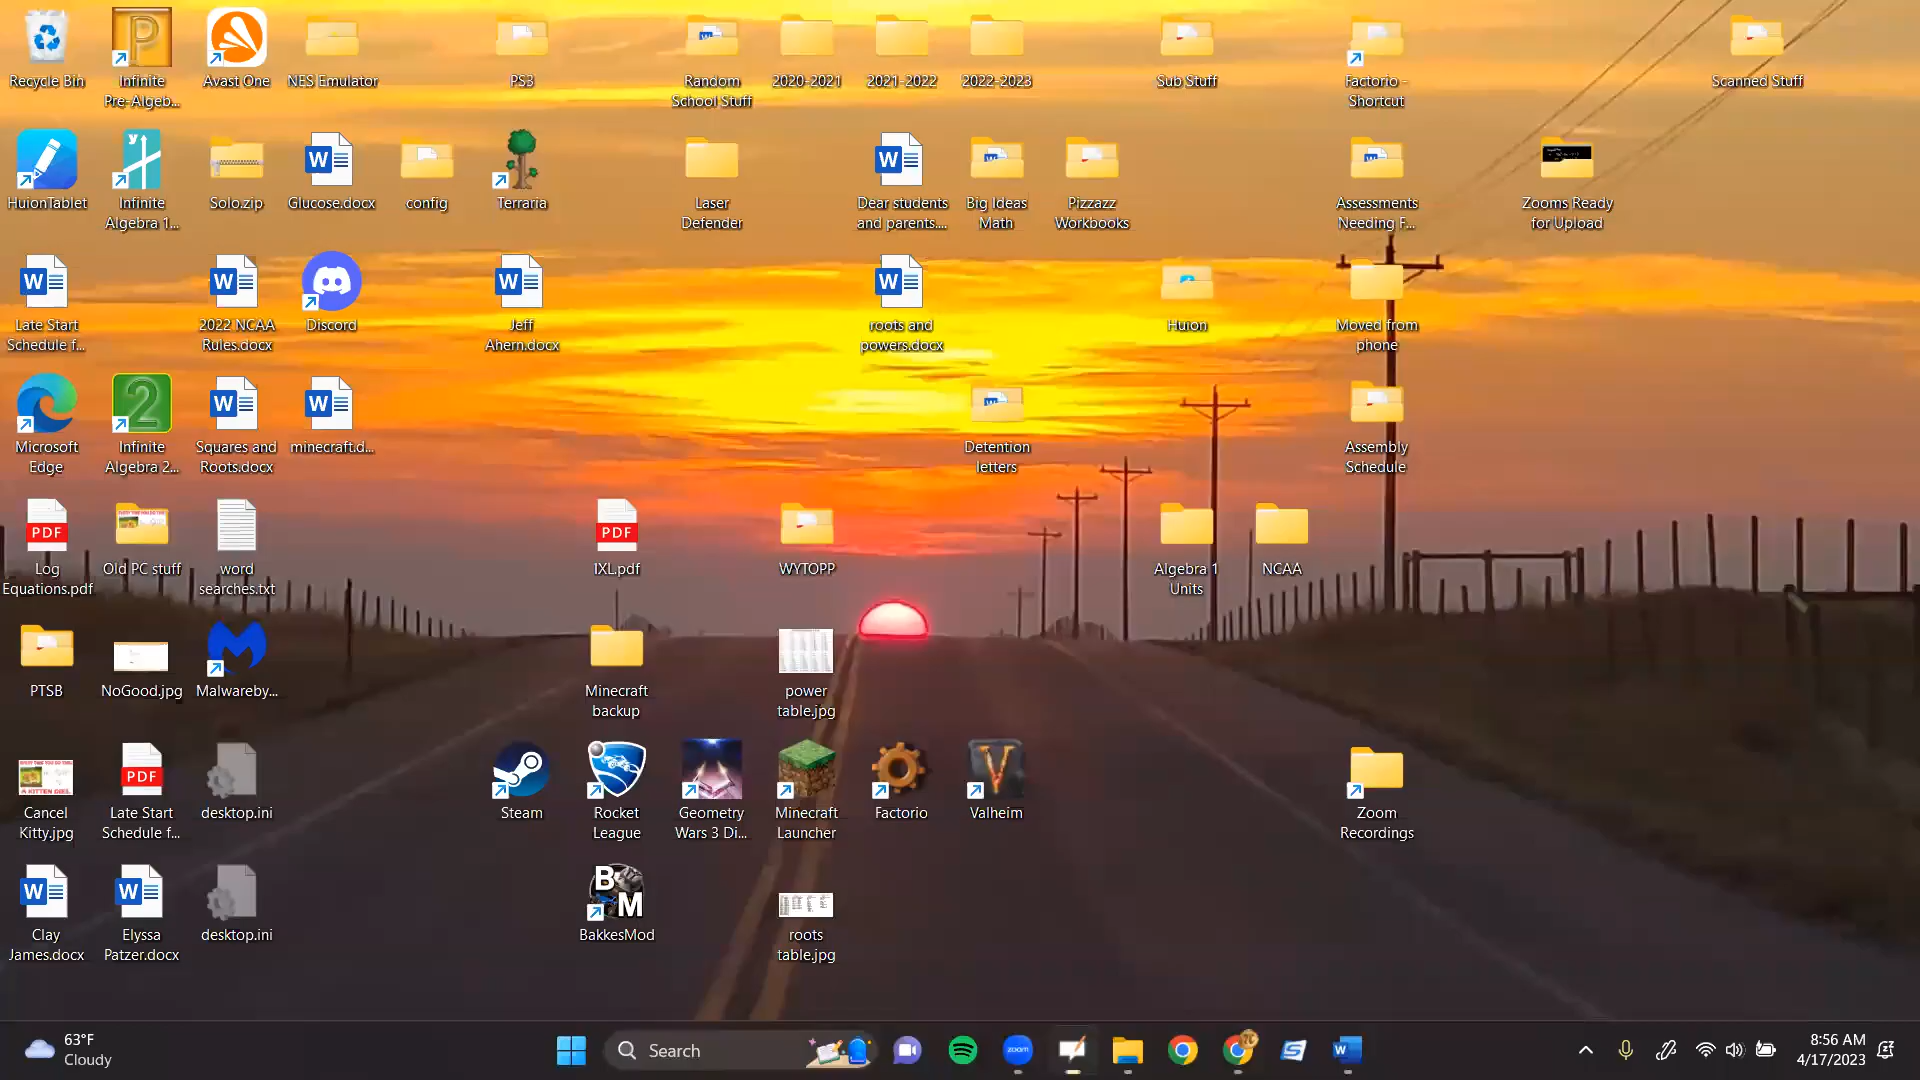 Recycle Bin
Infinite
Pre-Algeb...
Avast One
NES Emulator
PS3
Random
School Stuff
2020-2021
2021-2022
2022-2023
Sub Stuff
Factorio -
Shortcut
Scanned Stuff
HuionTablet
Infinite
Algebra 1...
Solo.zip
Glucose.docx
config
Terraria
Laser
Defender
Dear students
and parents....
Big Ideas
Math
Pizzazz
Workbooks
Assessments
Needing F...
Zooms Ready
for Upload
Late Start
Schedule f...
2022 NCAA
Rules.docx
Discord
Jeff
Ahern.docx
roots and
powers.docx
Huion
Moved from
phone
Microsoft
Edge
Infinite
Algebra 2...
Squares and
Roots.docx
minecraft.d...
Detention
letters
Assembly
Schedule
PDF
Log
Equations.pdf
Old PC stuff
word
searches.txt
PDF
IXL.pdf
WYTOPP
Algebra 1
Units
NCAA
PTSB
NoGood.jpg
Malwareby...
Minecraft
backup
power
table.jpg
Cancel
Kitty.jpg
PDF
Late Start
Schedule f...
desktop.ini
Steam
Rocket
League
Geometry
Wars 3 Di...
Minecraft
Launcher
Factorio
Valheim
Zoom
Recordings
Clay
James.docx
Elyssa
Patzer.docx
desktop.ini
B M
BakkesMod
roots
table.jpg
63°F
Cloudy
Search
zoom
8:56 AM
4/17/2023